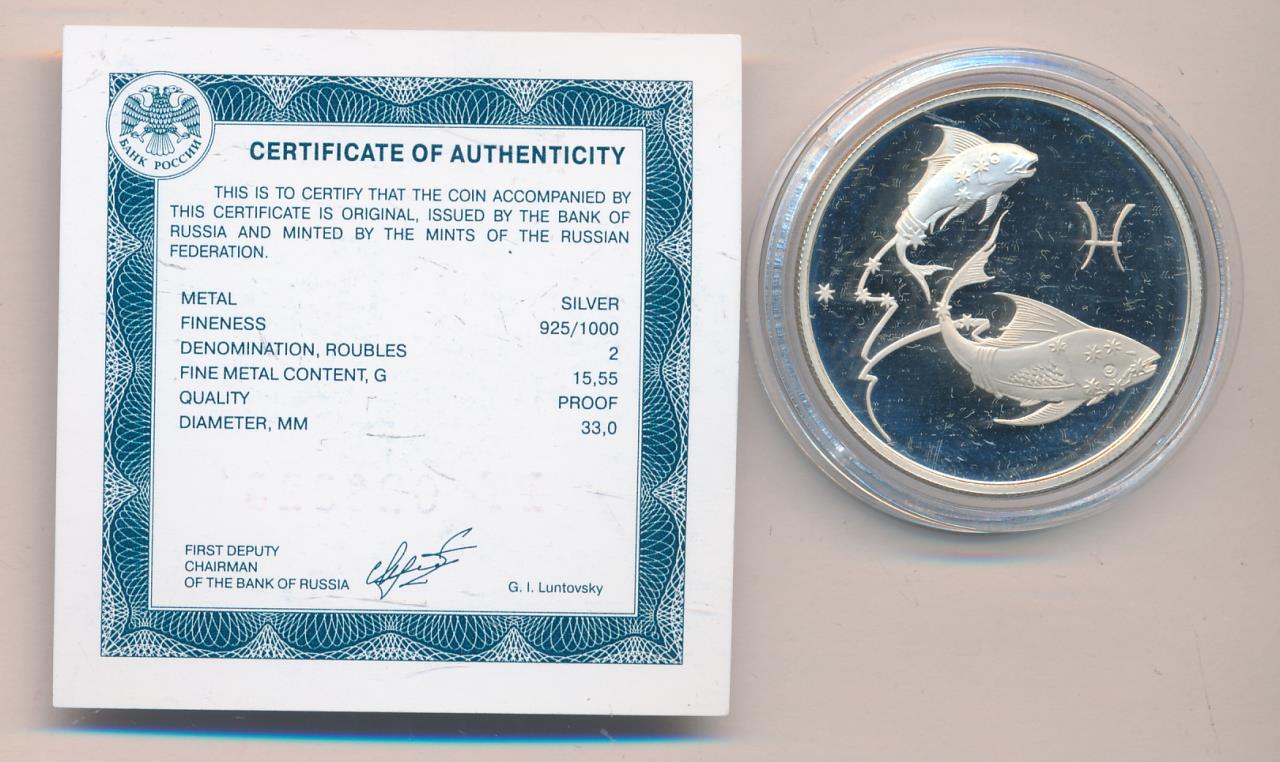 БАНК РОССИИ
CERTIFICATE OF AUTHENTICITY
THIS IS TO CERTIFY THAT THE COIN ACCOMPANIED BY
THIS CERTIFICATE IS ORIGINAL, ISSUED BY THE BANK OF
RUSSIA AND MINTED BY THE MINTS OF THE RUSSIAN
FEDERATION.
METAL SILVER
FINENESS 925/1000
DENOMINATION, ROUBLES 2
FINE METAL CONTENT, G 15,55
QUALITY PROOF
DIAMETER, MM 33,0
FIRST DEPUTY
CHAIRMAN
OF THE BANK OF RUSSIA G. I. Luntovsky